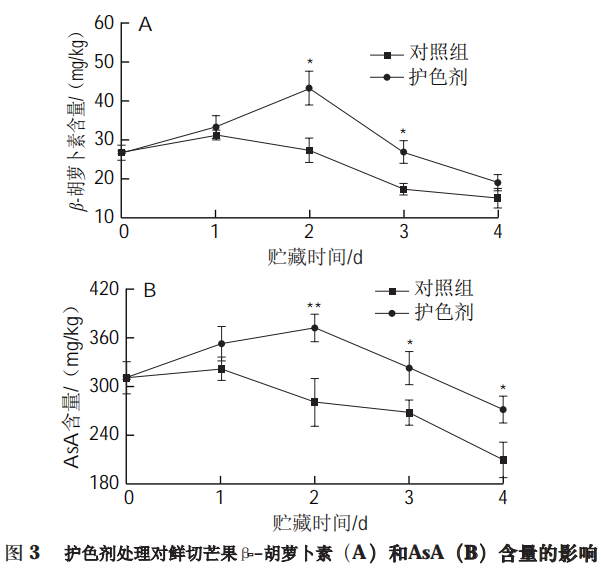 A
60
50
40
30
20
10
β-胡萝卜素含量/(mg/kg)
对照组
护色剂
*
*
0 1 2 3 4
贮藏时间/d
B
420
360
300
240
180
AsA含量/(mg/kg)
对照组
护色剂
**
*
*
0 1 2 3 4
贮藏时间/d
图 3 护色剂处理对鲜切芒果β-胡萝卜素(A)和AsA(B)含量的影响